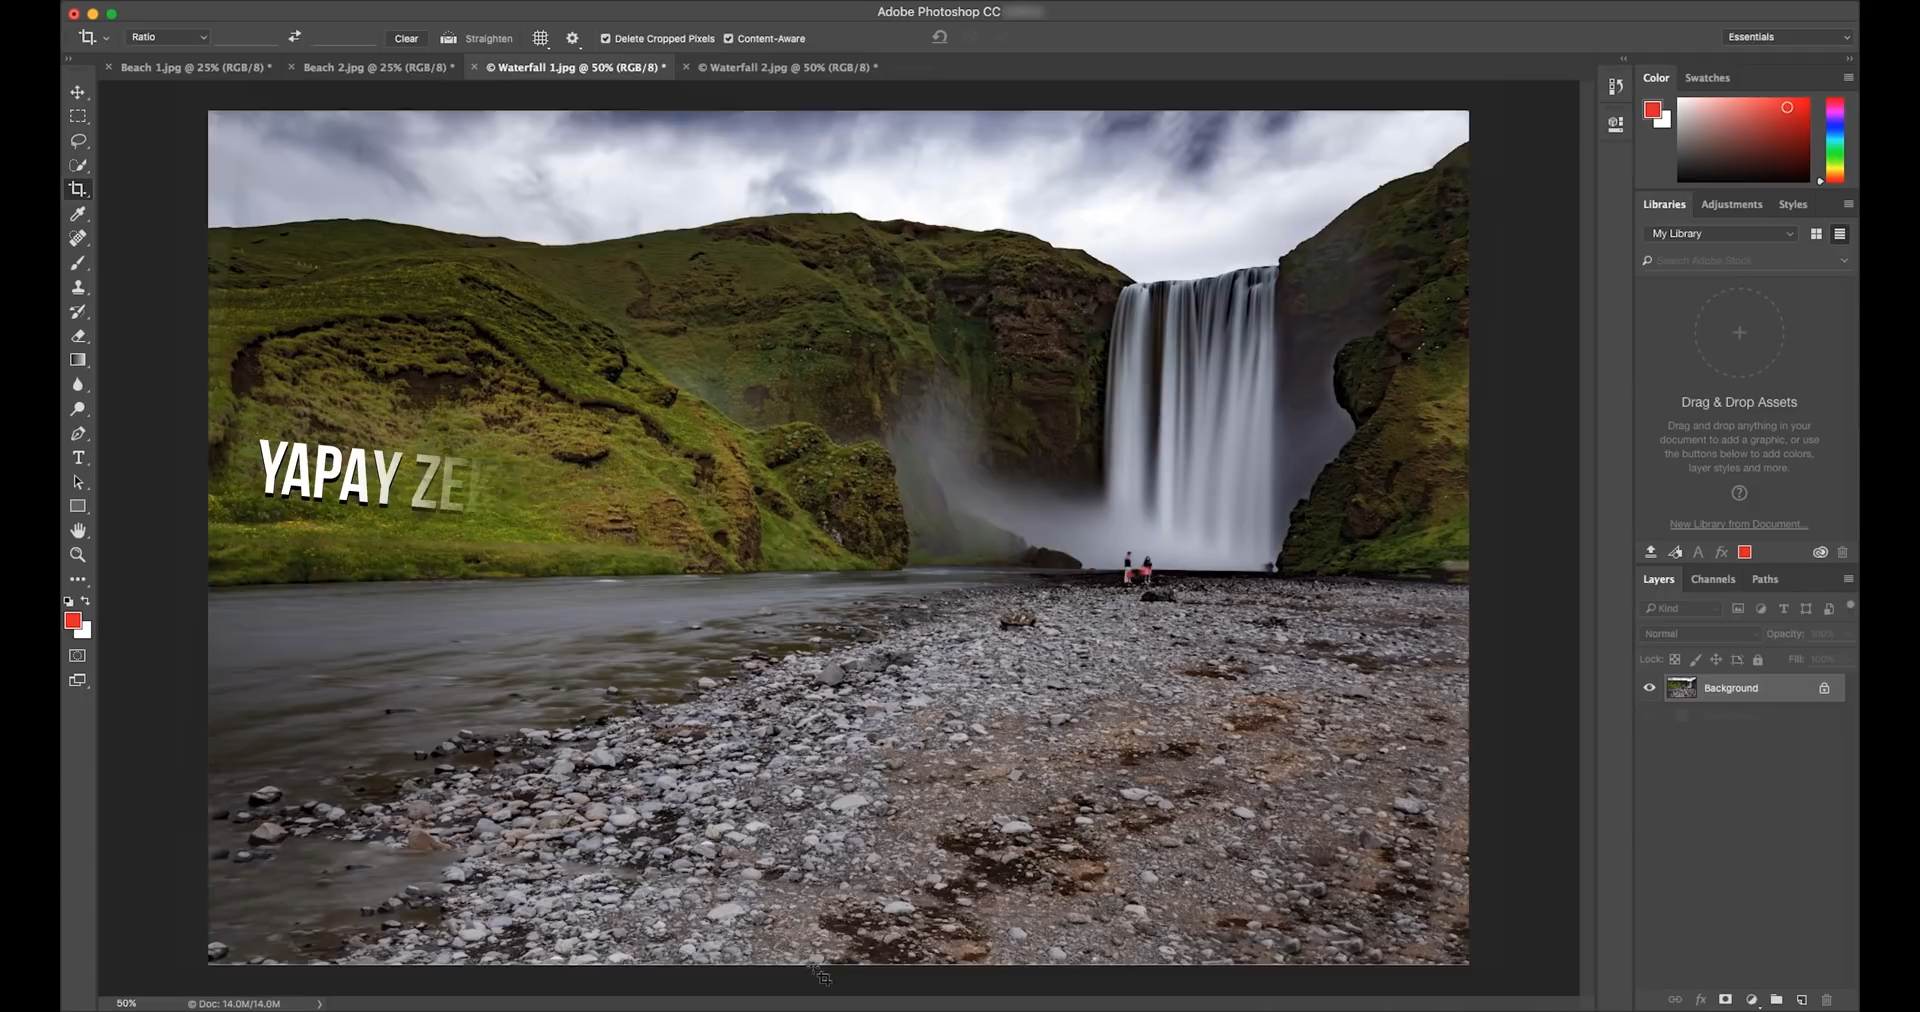 Adobe Photoshop CC
Ratio
Clear
Straighten
Delete Cropped Pixels
Content-Aware
Essentials
Beach 1.jpg @ 25% (RGB/8) *
Beach 2.jpg @ 25% (RGB/8) *
© Waterfall 1.jpg @ 50% (RGB/8) *
© Waterfall 2.jpg @ 50% (RGB/8) *
Color
Swatches
Libraries
Adjustments
Styles
My Library
Search Adobe Stock
YAPAY ZE
Drag & Drop Assets
Drag and drop anything in your
document to add a graphic, or use
the buttons below to add colors,
layer styles and more.
New Library from Document...
Layers
Channels
Paths
Kind
Normal
Opacity: 100%
Lock:
Fill: 100%
Background
50%
© Doc: 14.0M/14.0M